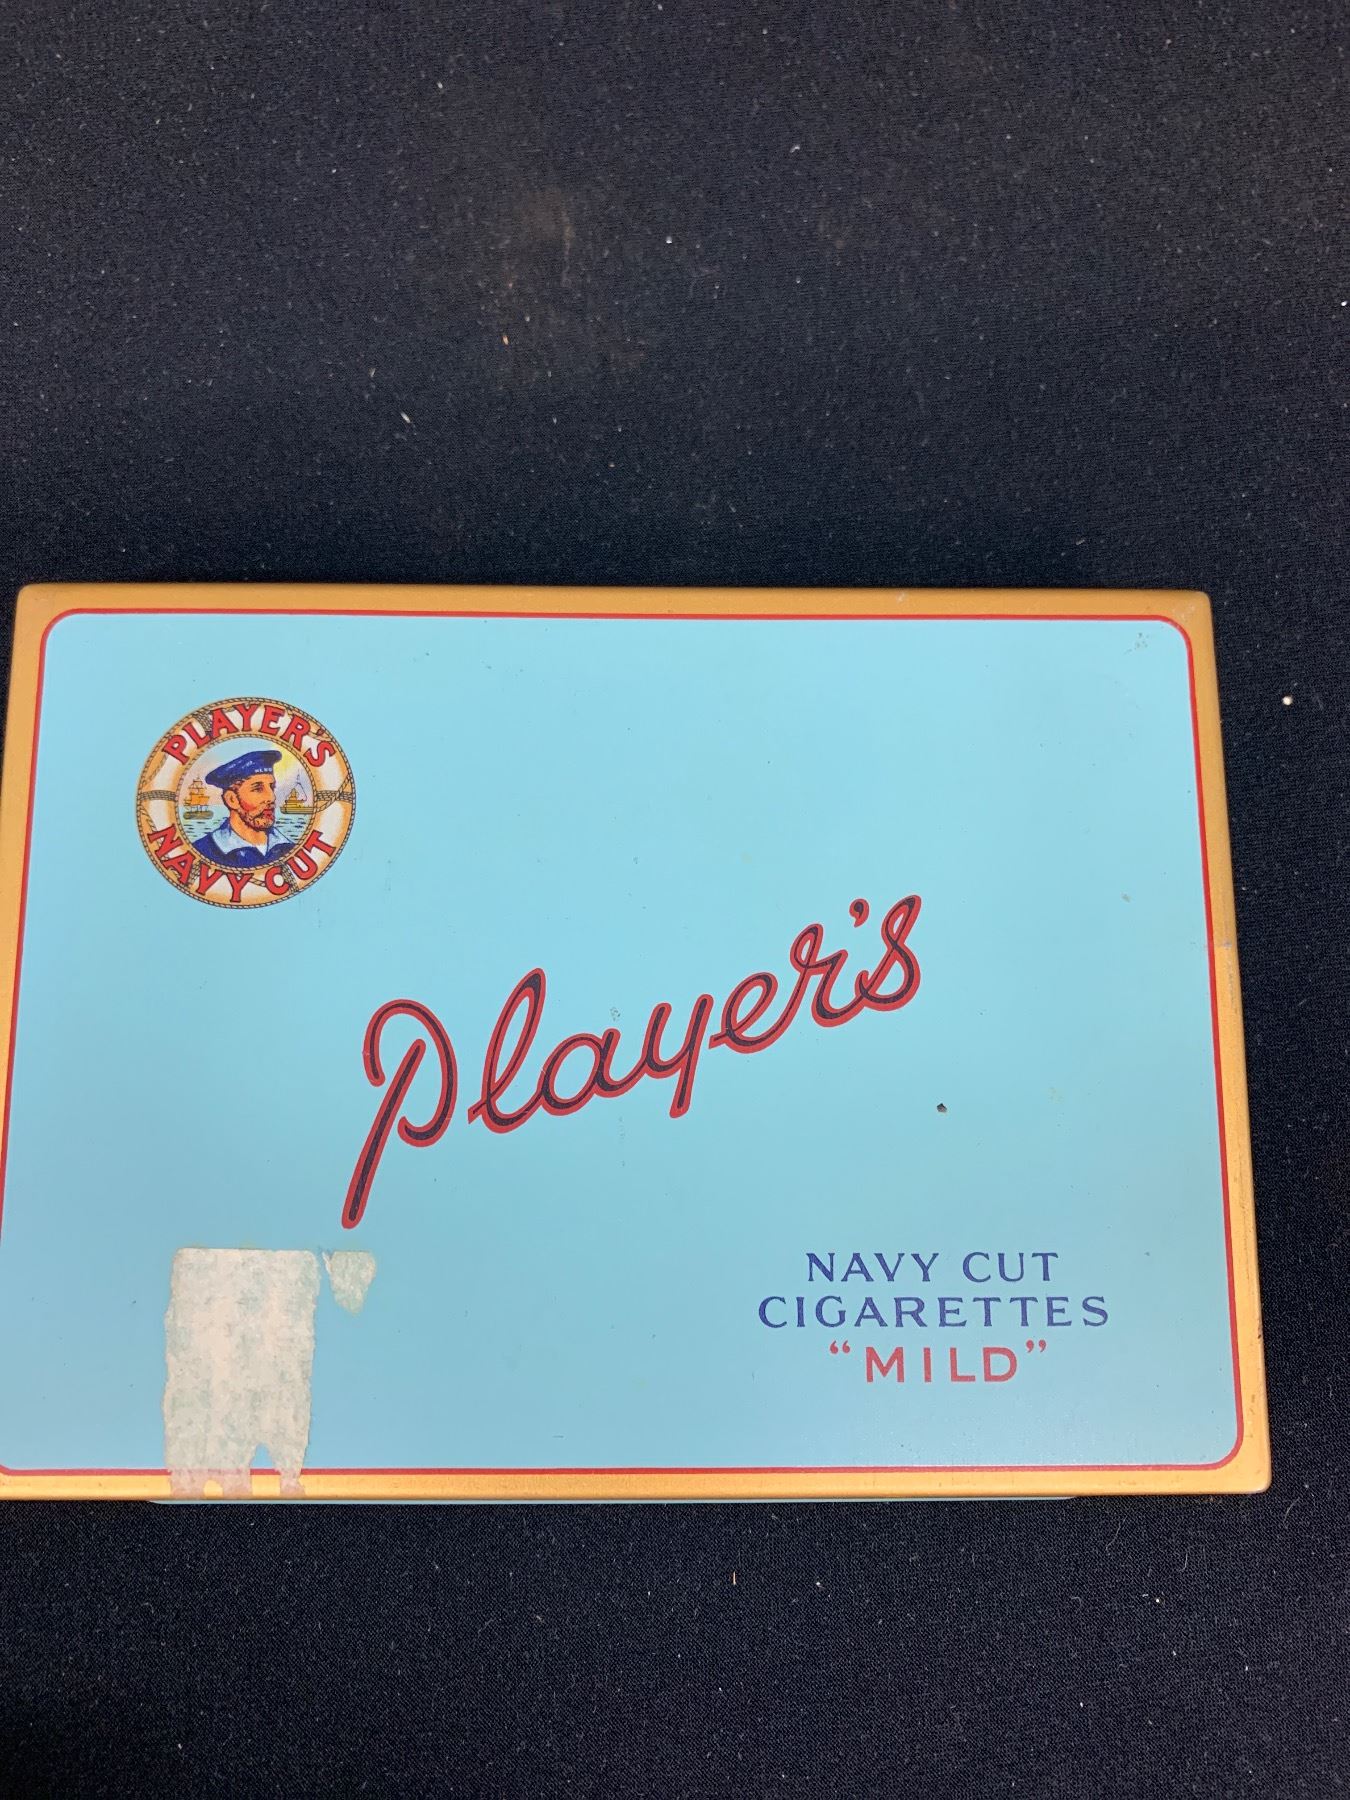 PLAYER'S
NAVY CUT
Player's
NAVY CUT
CIGARETTES
"MILD"